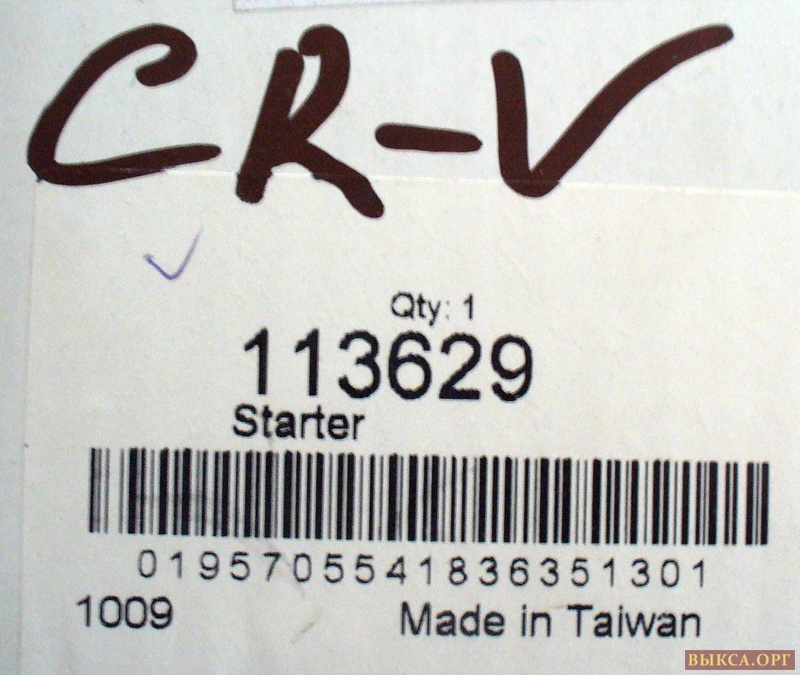 CR-V
Qty: 1
113629
Starter
0195705541836351301
1009
Made in Taiwan
ВЫКСА.ОРГ